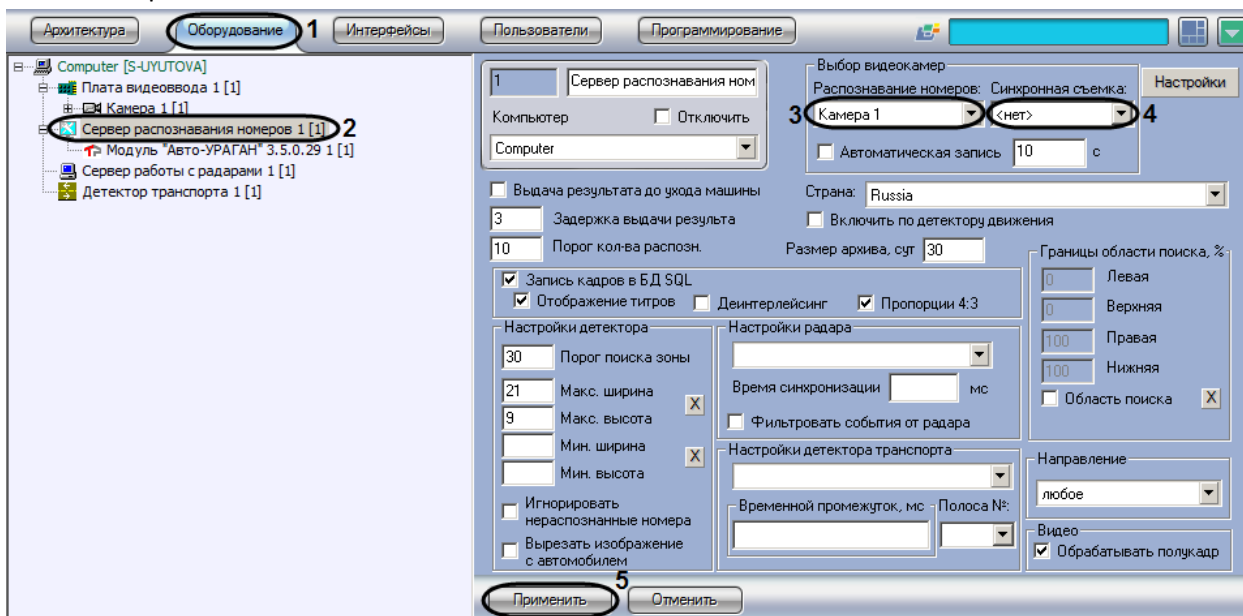 Архитектура Оборудование 1 Интерфейсы Пользователи Программирование
Computer [S-UYUTOVA]
Плата видеоввода 1 [1]
Камера 1 [1]
Сервер распознавания номеров 1 [1] 2
Модуль "Авто-УРАГАН" 3.5.0.29 1 [1]
Сервер работы с радарами 1 [1]
Детектор транспорта 1 [1]
1 Сервер распознавания ном
Компьютер Отключить
Computer
Выбор видеокамер
Распознавание номеров: Синхронная съемка:
3 Камера 1 <нет> 4
Автоматическая запись 10 с
Настройки
Выдача результата до ухода машины
3 Задержка выдачи результа
10 Порог кол-ва распозн.
Страна: Russia
Включить по детектору движения
Размер архива, сут 30
Запись кадров в БД SQL
Отображение титров Деинтерлейсинг Пропорции 4:3
Границы области поиска, %
0 Левая
0 Верхняя
100 Правая
100 Нижняя
Область поиска X
Настройки детектора
30 Порог поиска зоны
21 Макс. ширина
X
9 Макс. высота
Мин. ширина
X
Мин. высота
Игнорировать
нераспознанные номера
Вырезать изображение
с автомобилем
Настройки радара
Время синхронизации мс
Фильтровать события от радара
Настройки детектора транспорта
Временной промежуток, мс Полоса №:
Направление
любое
Видео
Обрабатывать полукадр
5
Применить Отменить